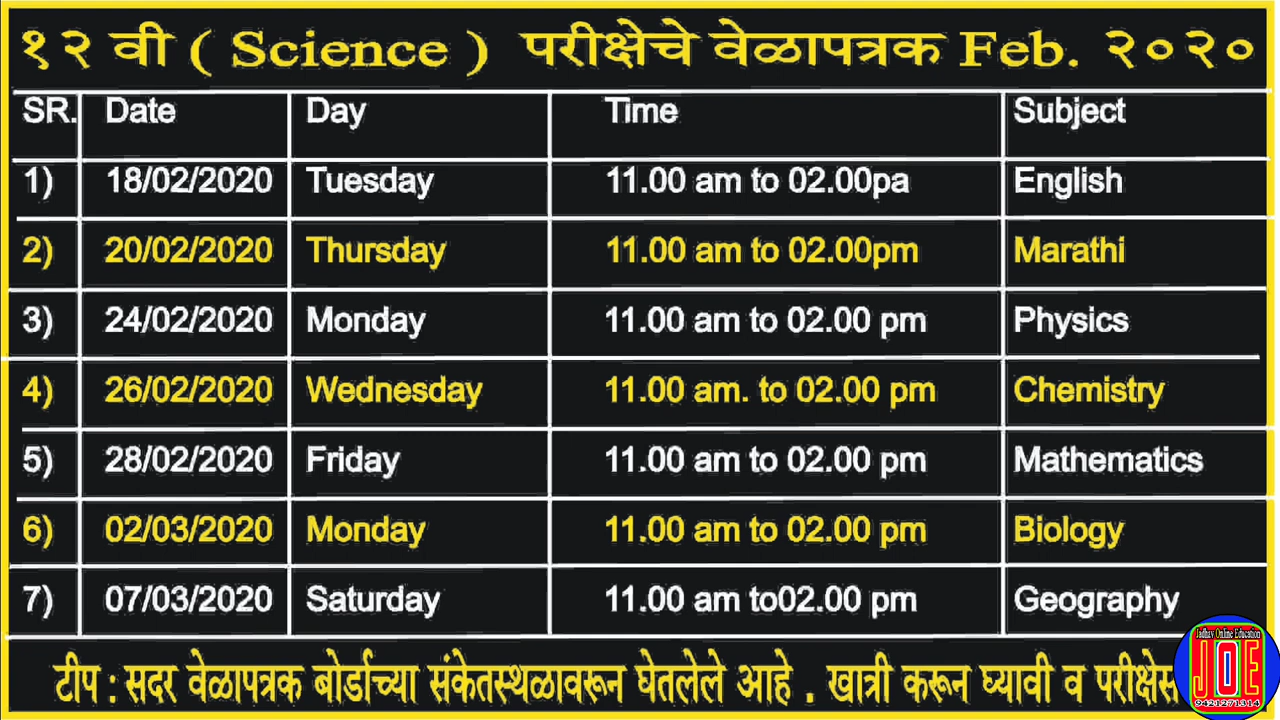 १२ वी ( Science ) परीक्षेचे वेळापत्रक Feb. २०२०
SR. Date Day Time Subject
1) 18/02/2020 Tuesday 11.00 am to 02.00pa English
2) 20/02/2020 Thursday 11.00 am to 02.00pm Marathi
3) 24/02/2020 Monday 11.00 am to 02.00 pm Physics
4) 26/02/2020 Wednesday 11.00 am. to 02.00 pm Chemistry
5) 28/02/2020 Friday 11.00 am to 02.00 pm Mathematics
6) 02/03/2020 Monday 11.00 am to 02.00 pm Biology
7) 07/03/2020 Saturday 11.00 am to02.00 pm Geography
टीप : सदर वेळापत्रक बोर्डाच्या संकेतस्थळावरून घेतलेले आहे . खात्री करून घ्यावी व परीक्षेस
Jadhav Online Education
JOE
9421271314